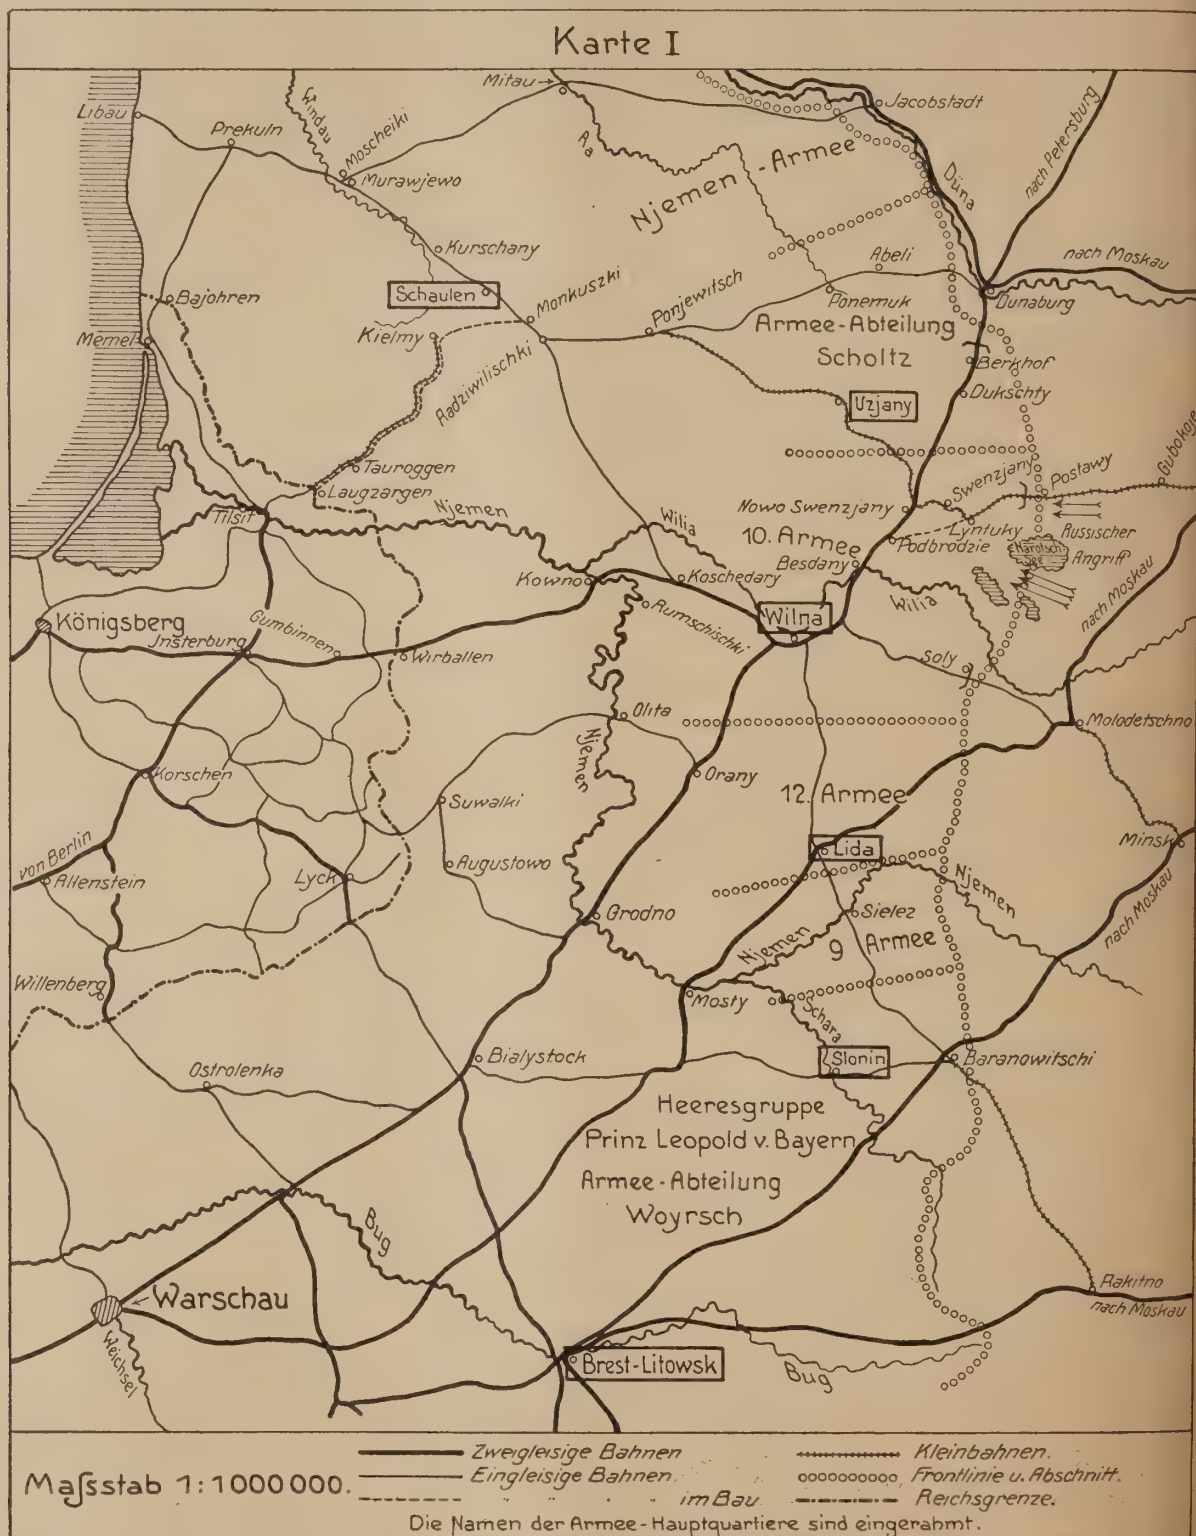 Karte I
Mitau
Jacobstadt
Libau
Prekuln
Windau
Moscheiki
Murawjewo
Aa
Njemen-Armee
Düna
nach Petersburg
Kurschany
Abeli
nach Moskau
Schaulen
Monkuszki
Ponjewitsch
Ponemuk
Dünaburg
Bajohren
Memel
Kielmy
Radziwilischki
Armee-Abteilung
Scholtz
Berkhof
Dukschty
Uzjany
Tauroggen
Laugzargen
Swenzjany
Postawy
Gubokoje
Tilsit
Njemen
Wilia
Nowo Swenzjany
Lyntuky
Russischer
Angriff
10. Armee
Podbrodzie
Narotsch
See
Besdany
Kowno
Koschedary
Wilia
nach Moskau
Rumschischki
Wilna
Königsberg
Gumbinnen
Jnsterburg
Wirballen
Soly
Olita
Molodetschno
Njemen
Korschen
Orany
Suwalki
12. Armee
Minsk
von Berlin
Allenstein
Augustowo
Lida
Lyck
Njemen
nach Moskau
Grodno
Sielez
9 Armee
Njemen
Willenberg
Mosty
Schara
Bialystock
Slonin
Baranowitschi
Ostrolenka
Heeresgruppe
Prinz Leopold v. Bayern
Armee-Abteilung
Woyrsch
Bug
Rakitno
nach Moskau
Warschau
Weichsel
Brest-Litowsk
Bug
Maſsstab 1:1000000.
Zweigleisige Bahnen
Eingleisige Bahnen.
" " " im Bau.
Kleinbahnen.
Frontlinie u. Abschnitt.
Reichsgrenze.
Die Namen der Armee-Hauptquartiere sind eingerahmt.